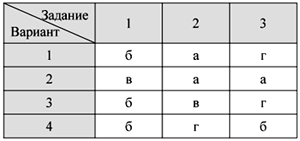 Задание
Вариант 1 2 3
1 б а г
2 в а а
3 б в г
4 б г б